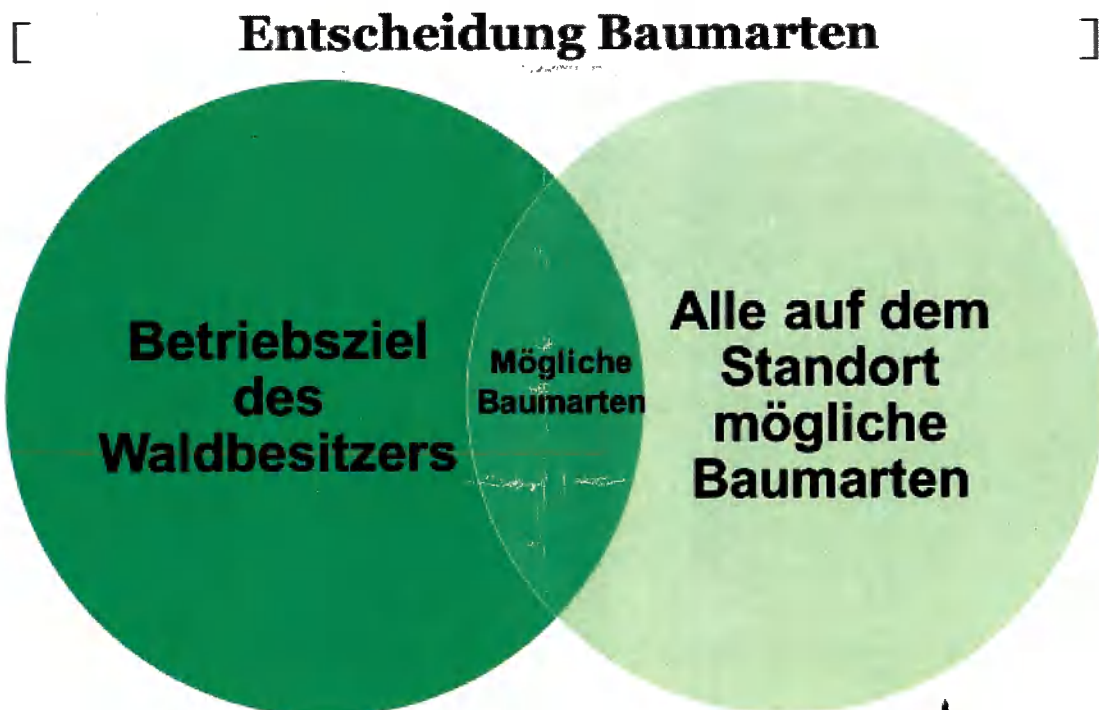 [ Entscheidung Baumarten ]
Betriebsziel
des
Waldbesitzers
Mögliche
Baumarten
Alle auf dem
Standort
mögliche
Baumarten